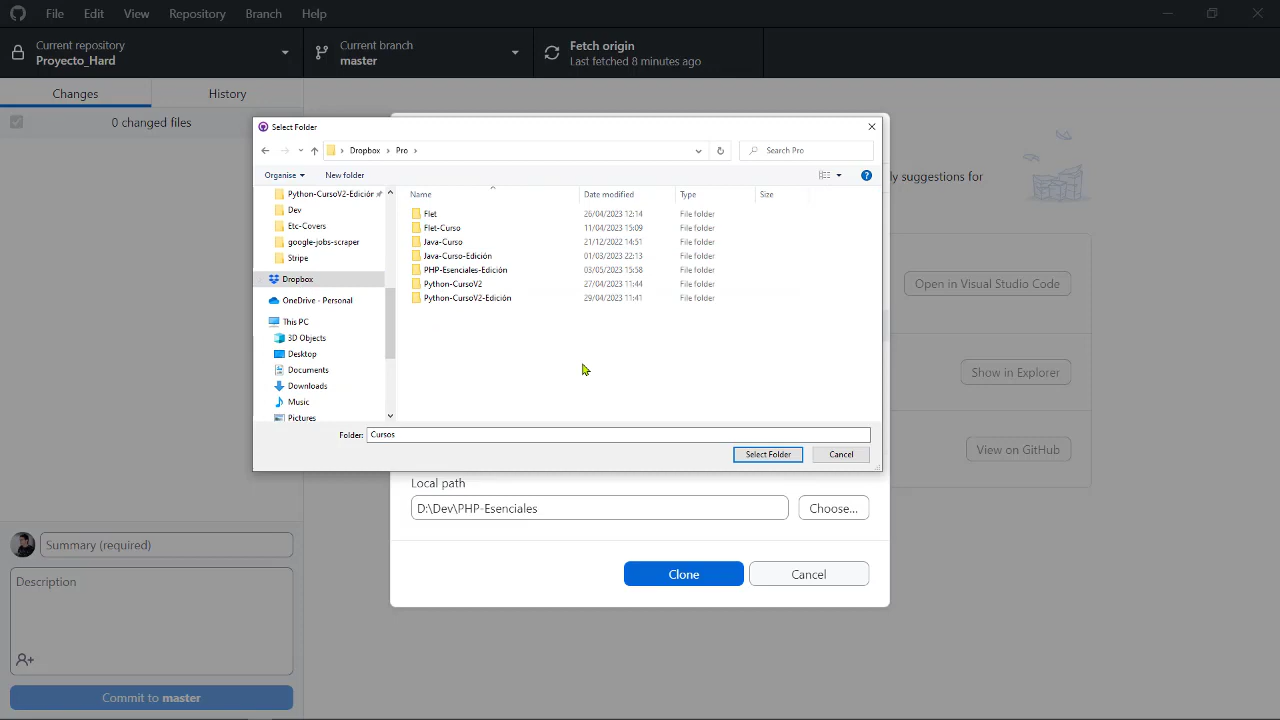 File Edit View Repository Branch Help
Current repository
Proyecto_Hard
Current branch
master
Fetch origin
Last fetched 8 minutes ago
Changes History
0 changed files
Select Folder
Dropbox › Pro ›
Search Pro
ly suggestions for
Organise New folder
Python-CursoV2-Edición
Dev
Etc-Covers
google-jobs-scraper
Stripe
Dropbox
OneDrive - Personal
This PC
3D Objects
Desktop
Documents
Downloads
Music
Pictures
Name Date modified Type Size
Flet 26/04/2023 12:14 File folder
Flet-Curso 11/04/2023 15:09 File folder
Java-Curso 21/12/2022 14:51 File folder
Java-Curso-Edición 01/03/2023 22:13 File folder
PHP-Esenciales-Edición 03/05/2023 15:58 File folder
Python-CursoV2 27/04/2023 11:44 File folder
Python-CursoV2-Edición 29/04/2023 11:41 File folder
Folder: Cursos
Select Folder Cancel
Open in Visual Studio Code
Show in Explorer
View on GitHub
Local path
D:\Dev\PHP-Esenciales
Choose...
Clone Cancel
Summary (required)
Description
Commit to master